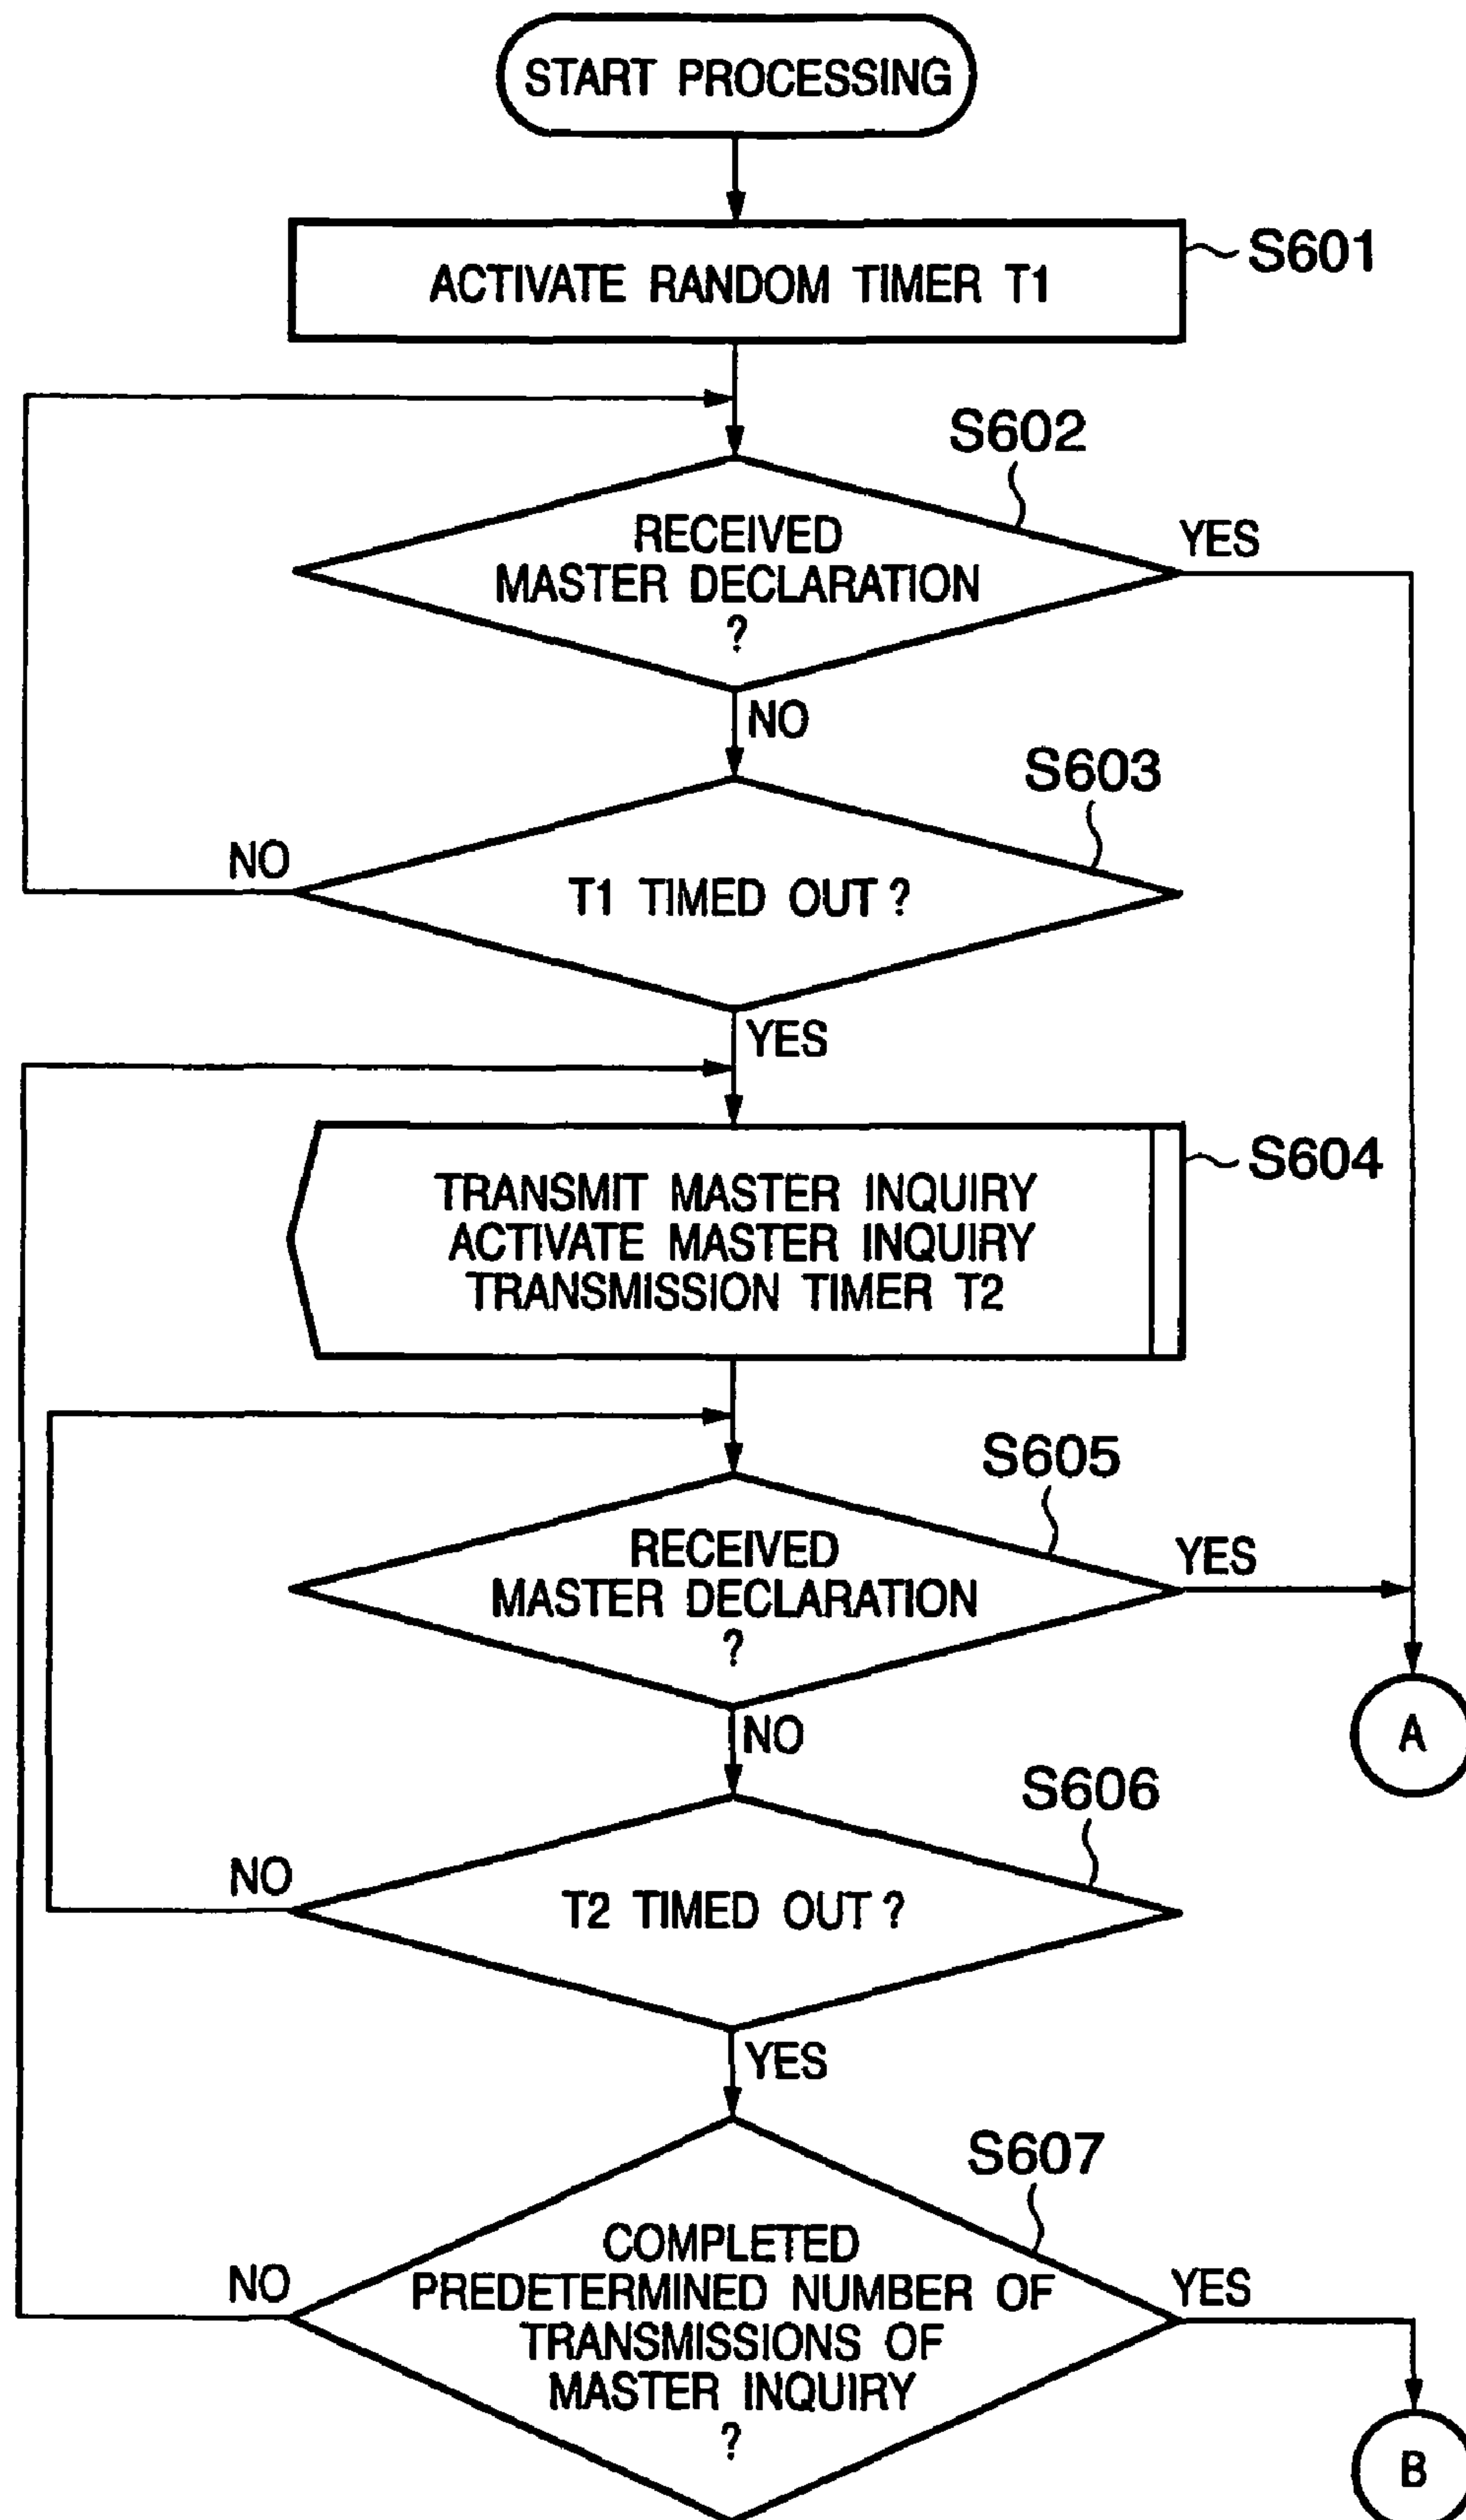 START PROCESSING
ACTIVATE RANDOM TIMER T1
S601
S602
RECEIVED
MASTER DECLARATION
?
YES
NO
S603
NO
T1 TIMED OUT ?
YES
TRANSMIT MASTER INQUIRY
ACTIVATE MASTER INQUIRY
TRANSMISSION TIMER T2
S604
S605
RECEIVED
MASTER DECLARATION
?
YES
NO
A
S606
NO
T2 TIMED OUT ?
YES
S607
COMPLETED
PREDETERMINED NUMBER OF
TRANSMISSIONS OF
MASTER INQUIRY
?
NO
YES
B